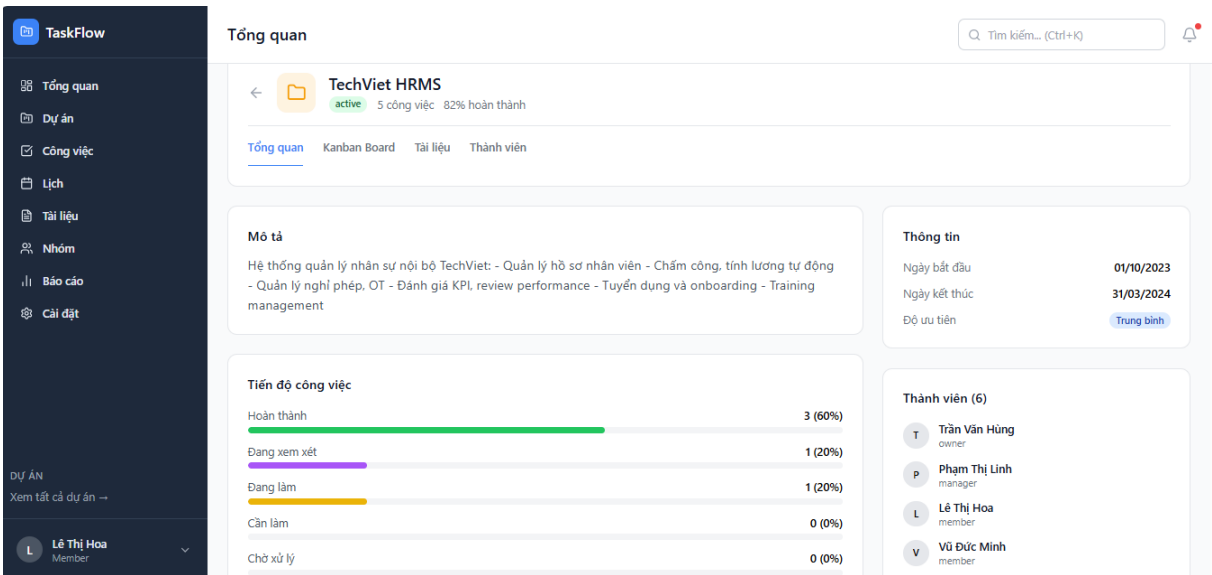 TaskFlow
Tổng quan
Dự án
Công việc
Lịch
Tài liệu
Nhóm
Báo cáo
Cài đặt
DỰ ÁN
Xem tất cả dự án →
L
Lê Thị Hoa
Member
Tổng quan
Tìm kiếm... (Ctrl+K)
TechViet HRMS
active 5 công việc 82% hoàn thành
Tổng quan Kanban Board Tài liệu Thành viên
Mô tả
Hệ thống quản lý nhân sự nội bộ TechViet: - Quản lý hồ sơ nhân viên - Chấm công, tính lương tự động
- Quản lý nghỉ phép, OT - Đánh giá KPI, review performance - Tuyển dụng và onboarding - Training
management
Tiến độ công việc
Hoàn thành 3 (60%)
Đang xem xét 1 (20%)
Đang làm 1 (20%)
Cần làm 0 (0%)
Chờ xử lý 0 (0%)
Thông tin
Ngày bắt đầu 01/10/2023
Ngày kết thúc 31/03/2024
Độ ưu tiên Trung bình
Thành viên (6)
T
Trần Văn Hùng
owner
P
Phạm Thị Linh
manager
L
Lê Thị Hoa
member
V
Vũ Đức Minh
member